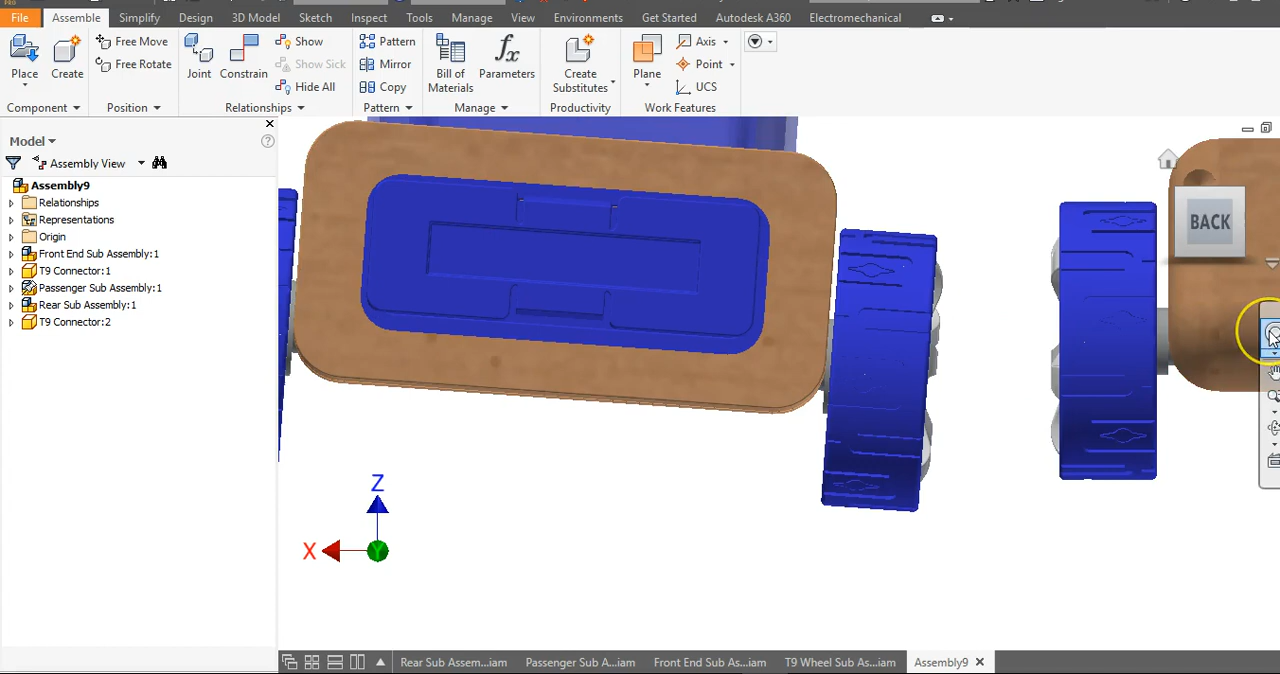 File Assemble Simplify Design 3D Model Sketch Inspect Tools Manage View Environments Get Started Autodesk A360 Electromechanical
Place
Create
Free Move
Free Rotate
Joint
Constrain
Show
Show Sick
Hide All
Pattern
Mirror
Copy
Bill of
Materials
fx
Parameters
Create
Substitutes
Plane
Axis
Point
UCS
Component Position Relationships Pattern Manage Productivity Work Features
Model
Assembly View
Assembly9
Relationships
Representations
Origin
Front End Sub Assembly:1
T9 Connector:1
Passenger Sub Assembly:1
Rear Sub Assembly:1
T9 Connector:2
BACK
Z
X
Y
Rear Sub Assem...iam Passenger Sub A...iam Front End Sub As...iam T9 Wheel Sub As...iam Assembly9